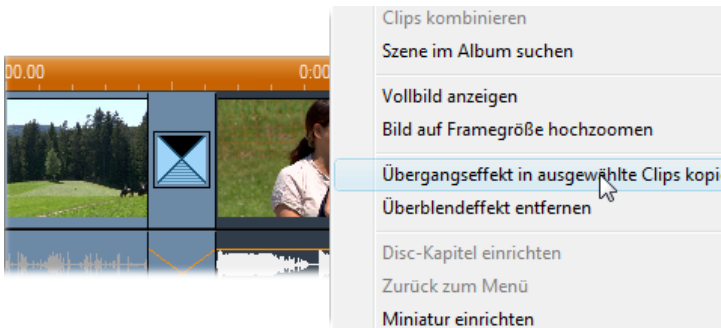 Clips kombinieren
Szene im Album suchen
00.00
0:00
Vollbild anzeigen
Bild auf Framegröße hochzoomen
Übergangseffekt in ausgewählte Clips kopi
Überblendeffekt entfernen
Disc-Kapitel einrichten
Zurück zum Menü
Miniatur einrichten